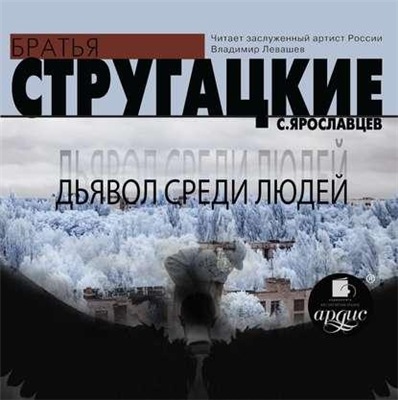 БРАТЬЯ
Читает заслуженный артист России
Владимир Левашев
СТРУГАЦКИЕ
С.ЯРОСЛАВЦЕВ
ДЬЯВОЛ СРЕДИ ЛЮДЕЙ
ДЬЯВОЛ СРЕДИ ЛЮДЕЙ
®
ардис